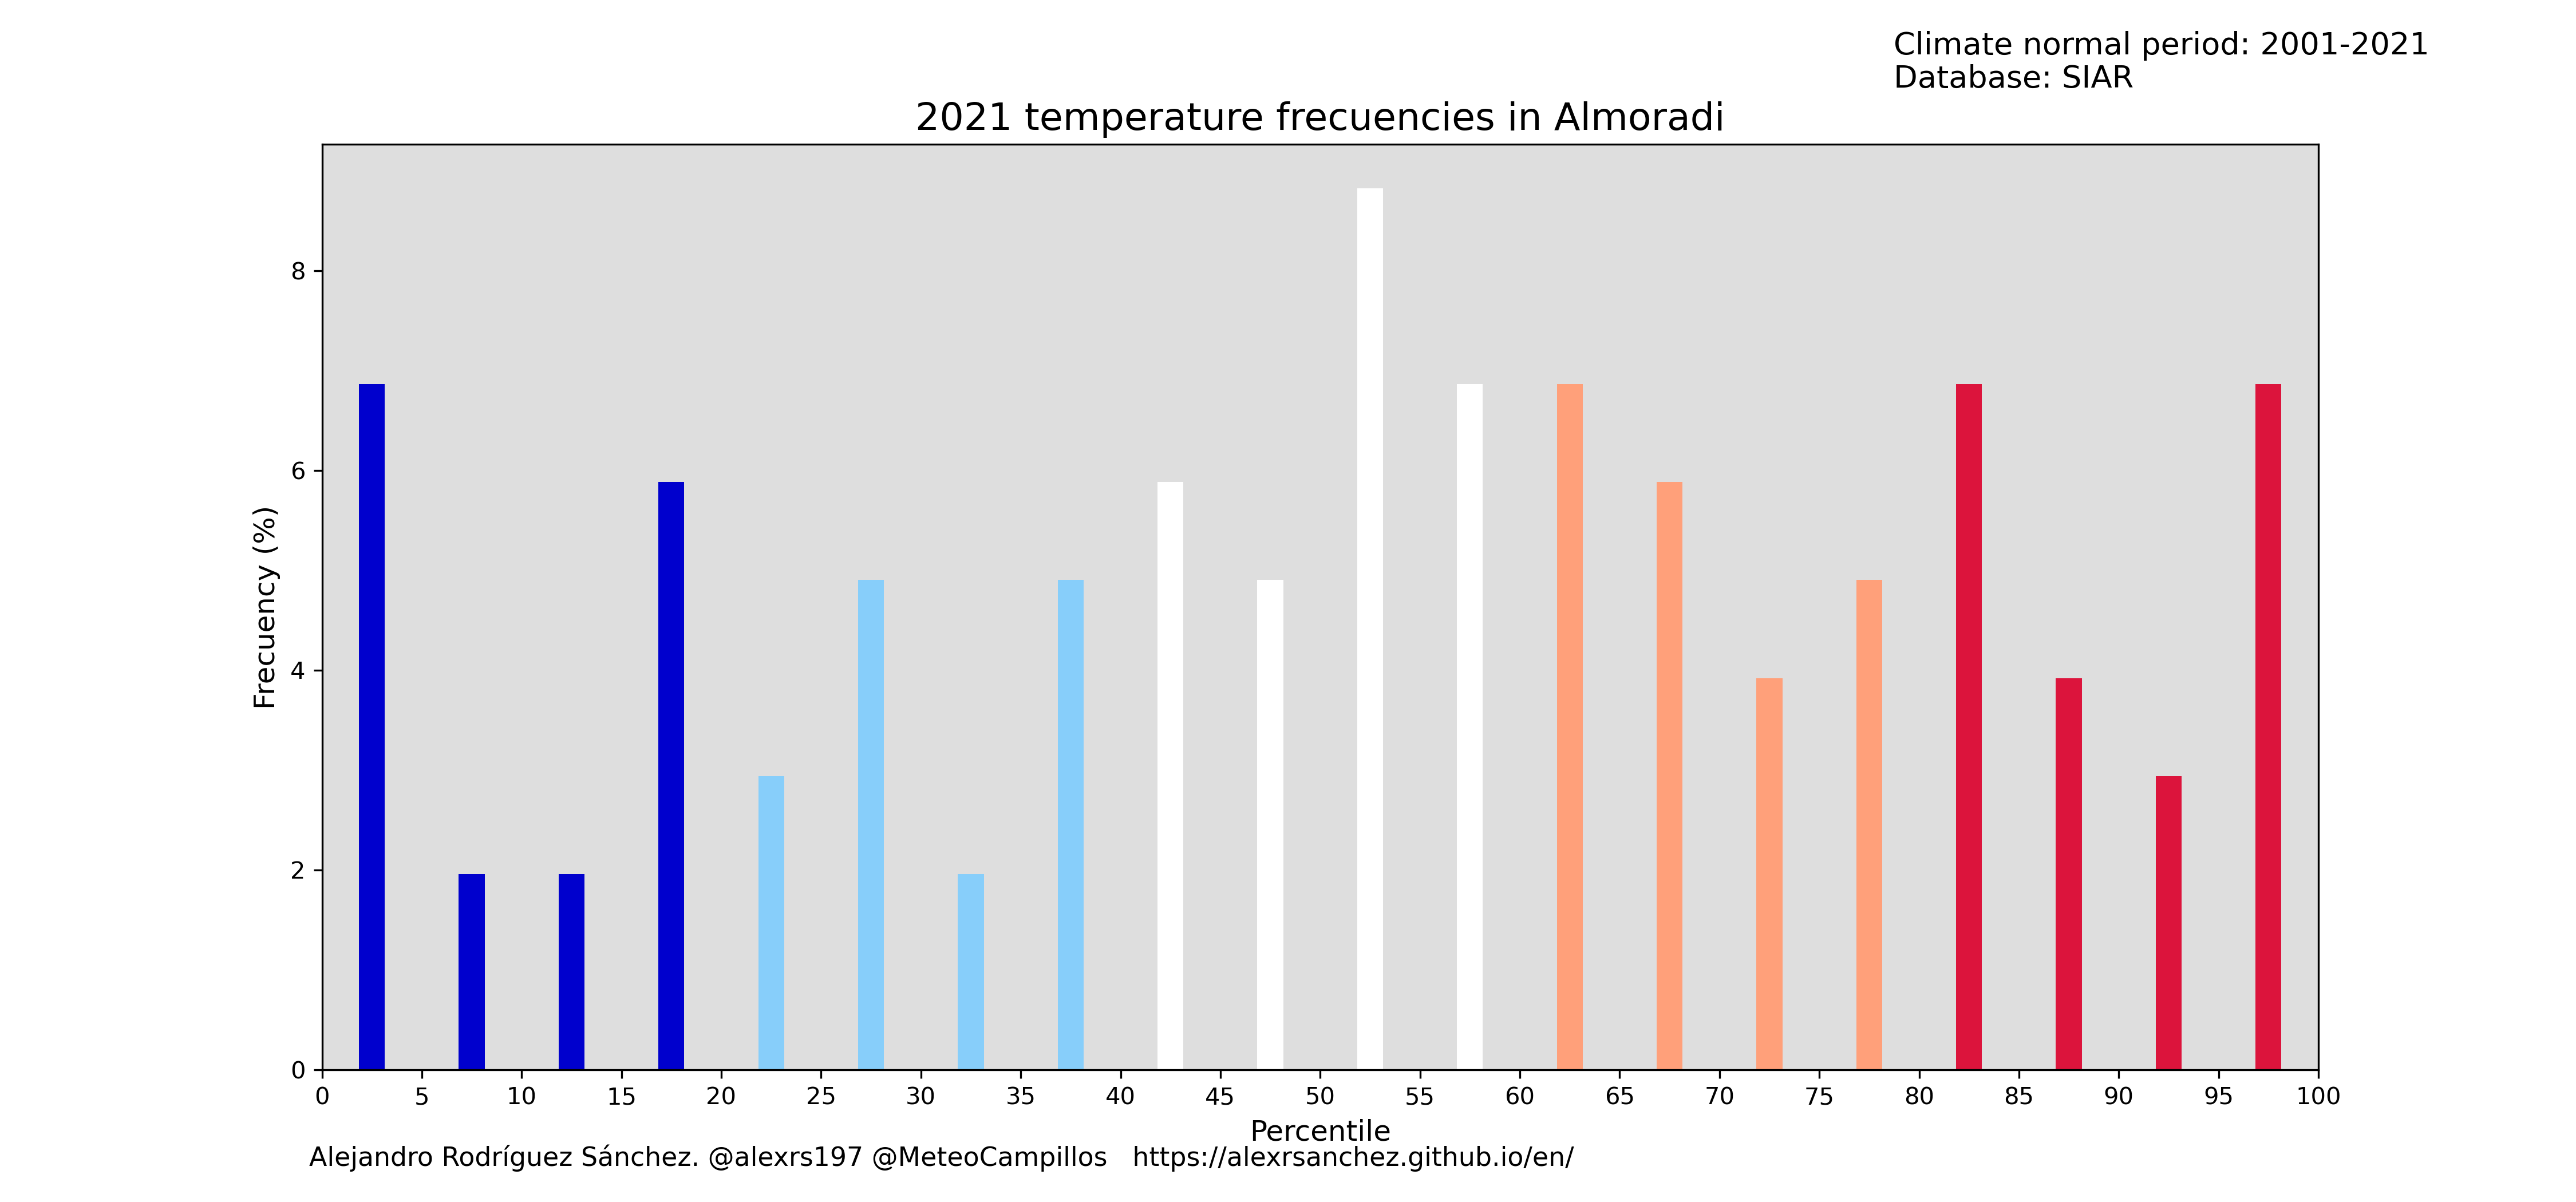 Climate normal period: 2001-2021
Database: SIAR
2021 temperature frecuencies in Almoradi
Frecuency (%)
8
6
4
2
0
0 5 10 15 20 25 30 35 40 45 50 55 60 65 70 75 80 85 90 95 100
Percentile
Alejandro Rodríguez Sánchez. @alexrs197 @MeteoCampillos https://alexrsanchez.github.io/en/